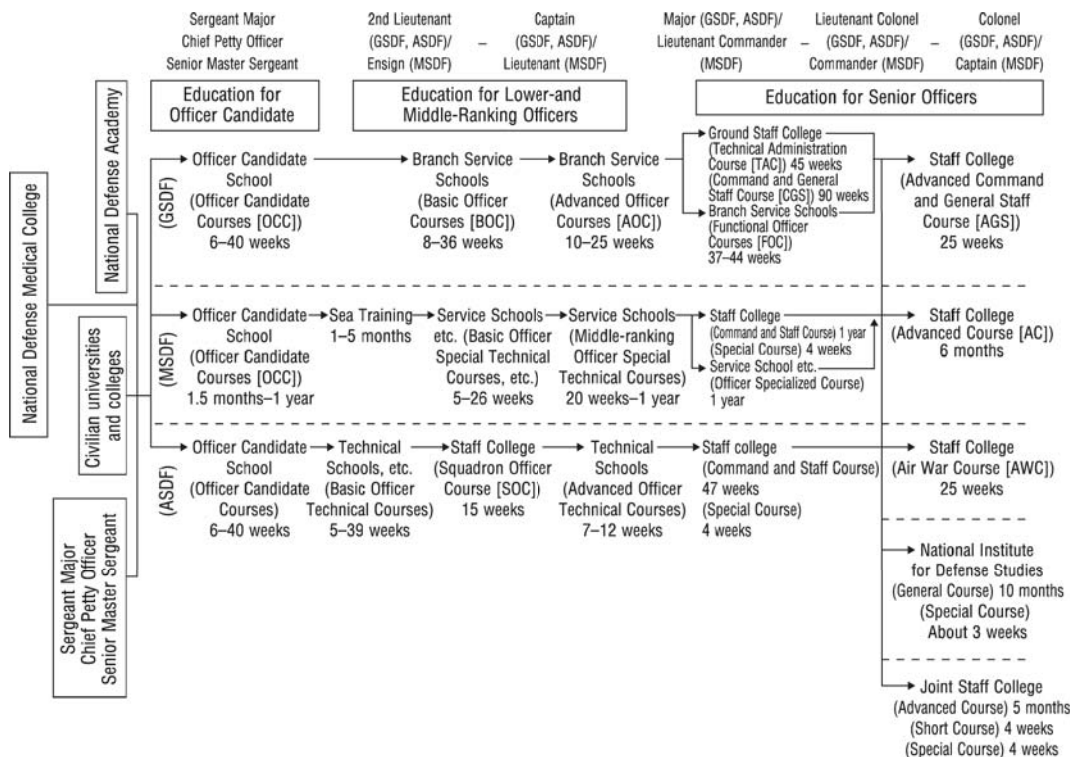 Sergeant Major
Chief Petty Officer
Senior Master Sergeant
2nd Lieutenant
(GSDF, ASDF)/
Ensign (MSDF)
–
Captain
(GSDF, ASDF)/
Lieutenant (MSDF)
Major (GSDF, ASDF)/
Lieutenant Commander
(MSDF)
–
Lieutenant Colonel
(GSDF, ASDF)/
Commander (MSDF)
–
Colonel
(GSDF, ASDF)/
Captain (MSDF)
Education for
Officer Candidate
Education for Lower-and
Middle-Ranking Officers
Education for Senior Officers
National Defense Medical College
National Defense Academy
Civilian universities
and colleges
Sergeant Major
Chief Petty Officer
Senior Master Sergeant
(GSDF)
Officer Candidate
School
(Officer Candidate
Courses [OCC])
6–40 weeks
Branch Service
Schools
(Basic Officer
Courses [BOC])
8–36 weeks
Branch Service
Schools
(Advanced Officer
Courses [AOC])
10–25 weeks
Ground Staff College
(Technical Administration
Course [TAC]) 45 weeks
(Command and General
Staff Course [CGS]) 90 weeks
Branch Service Schools
(Functional Officer
Courses [FOC])
37–44 weeks
Staff College
(Advanced Command
and General Staff
Course [AGS])
25 weeks
(MSDF)
Officer Candidate
School
(Officer Candidate
Courses [OCC])
1.5 months–1 year
Sea Training
1–5 months
Service Schools
etc. (Basic Officer
Special Technical
Courses, etc.)
5–26 weeks
Service Schools
(Middle-ranking
Officer Special
Technical Courses)
20 weeks–1 year
Staff College
(Command and Staff Course) 1 year
(Special Course) 4 weeks
Service School etc.
(Officer Specialized Course)
1 year
Staff College
(Advanced Course [AC])
6 months
(ASDF)
Officer Candidate
School
(Officer Candidate
Courses)
6–40 weeks
Technical
Schools, etc.
(Basic Officer
Technical Courses)
5–39 weeks
Staff College
(Squadron Officer
Course [SOC])
15 weeks
Technical
Schools
(Advanced Officer
Technical Courses)
7–12 weeks
Staff college
(Command and Staff Course)
47 weeks
(Special Course)
4 weeks
Staff College
(Air War Course [AWC])
25 weeks
National Institute
for Defense Studies
(General Course) 10 months
(Special Course)
About 3 weeks
Joint Staff College
(Advanced Course) 5 months
(Short Course) 4 weeks
(Special Course) 4 weeks